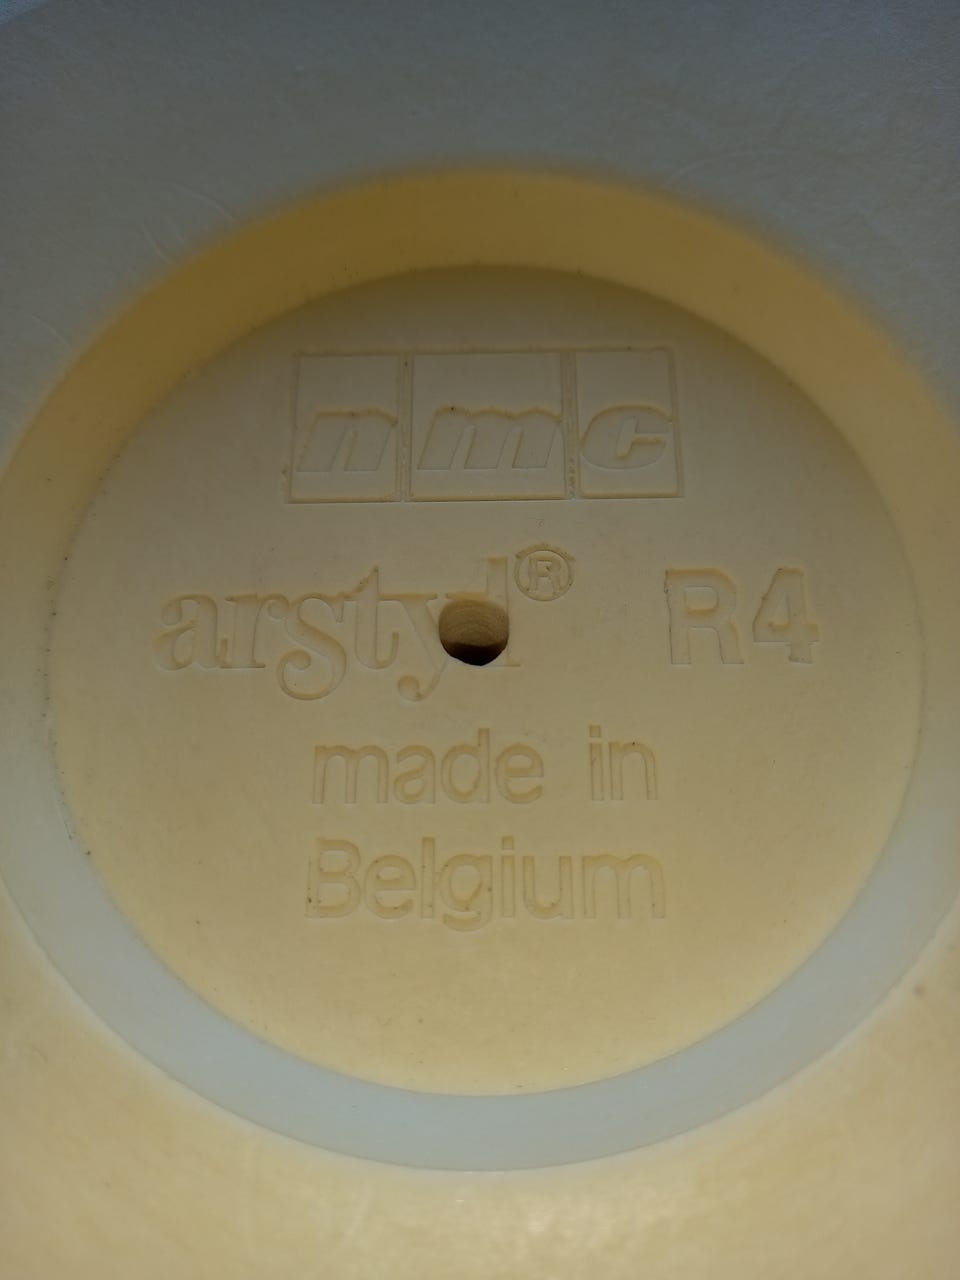 nmc
arstyl® R4
made in
Belgium